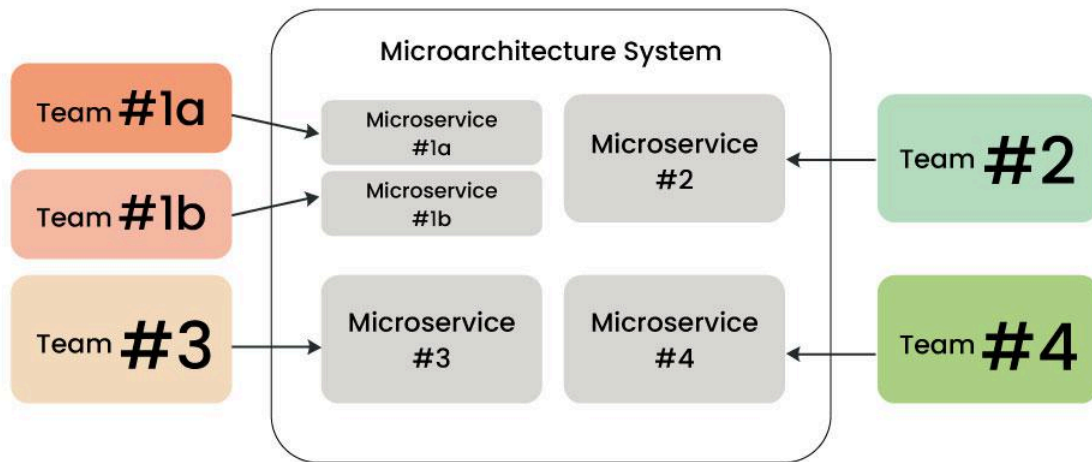 Microarchitecture System
Team #1a
Microservice
#1a
Microservice
#2
Team #2
Team #1b
Microservice
#1b
Team #3
Microservice
#3
Microservice
#4
Team #4